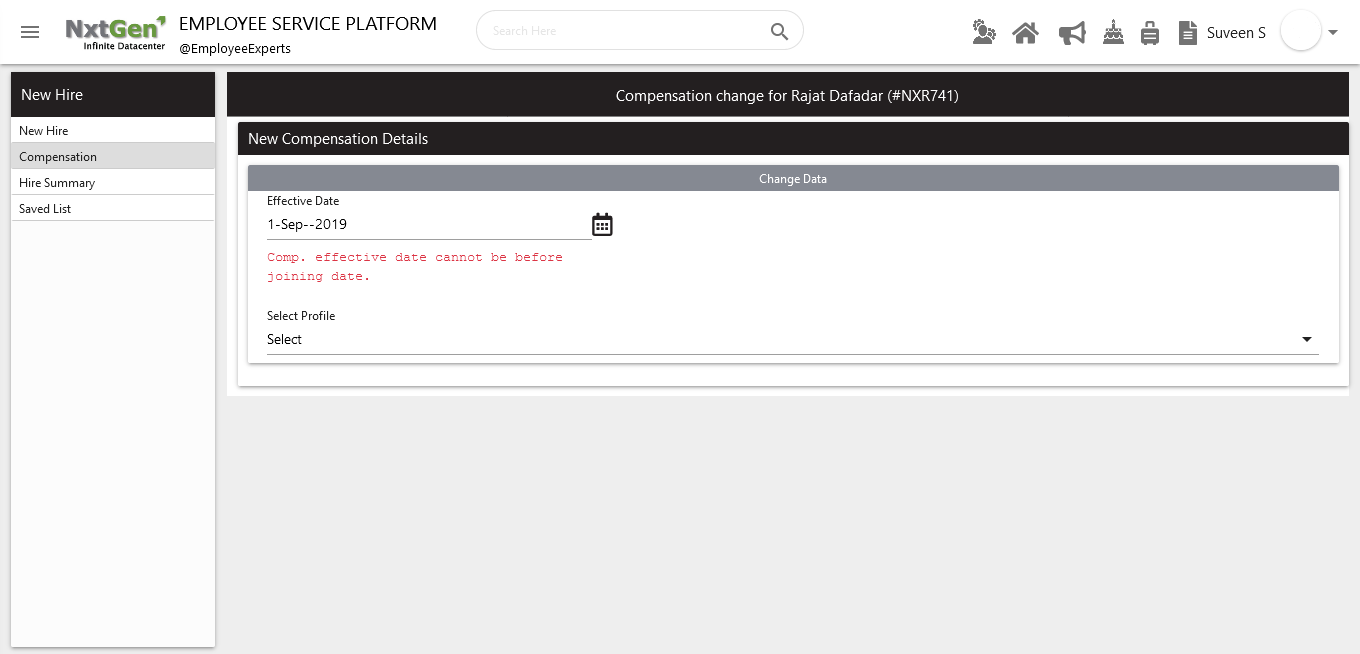 NxtGen
Infinite Datacenter
EMPLOYEE SERVICE PLATFORM
@EmployeeExperts
Search Here
Suveen S
New Hire
New Hire
Compensation
Hire Summary
Saved List
Compensation change for Rajat Dafadar (#NXR741)
New Compensation Details
Change Data
Effective Date
1-Sep--2019
Comp. effective date cannot be before
joining date.
Select Profile
Select